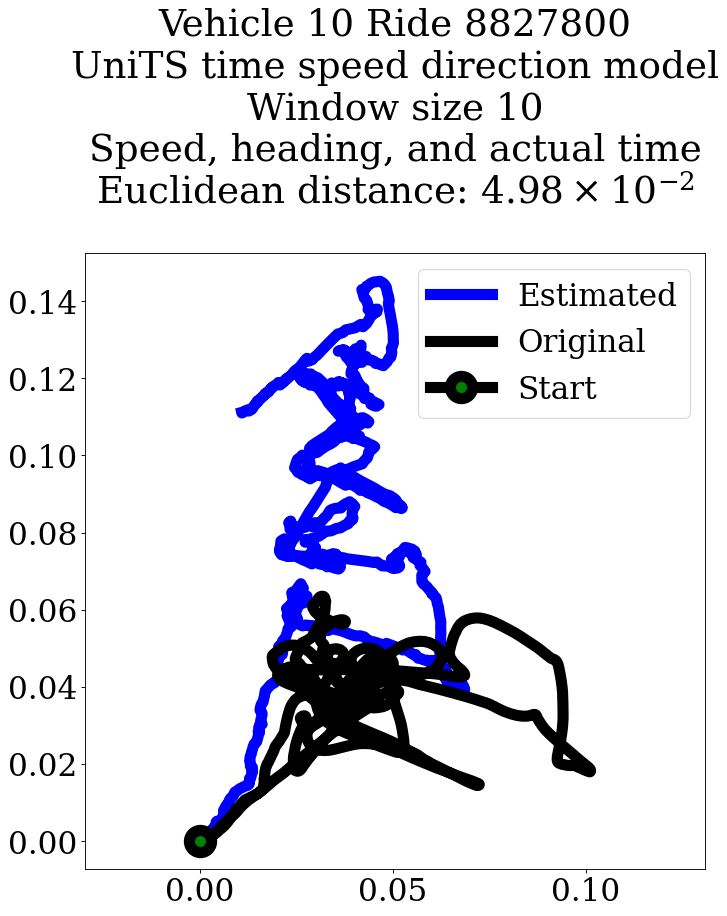 Vehicle 10 Ride 8827800
UniTS time speed direction model
Window size 10
Speed, heading, and actual time
Euclidean distance: 4.98 × 10⁻²
Estimated
Original
Start
0.14
0.12
0.10
0.08
0.06
0.04
0.02
0.00
0.00 0.05 0.10